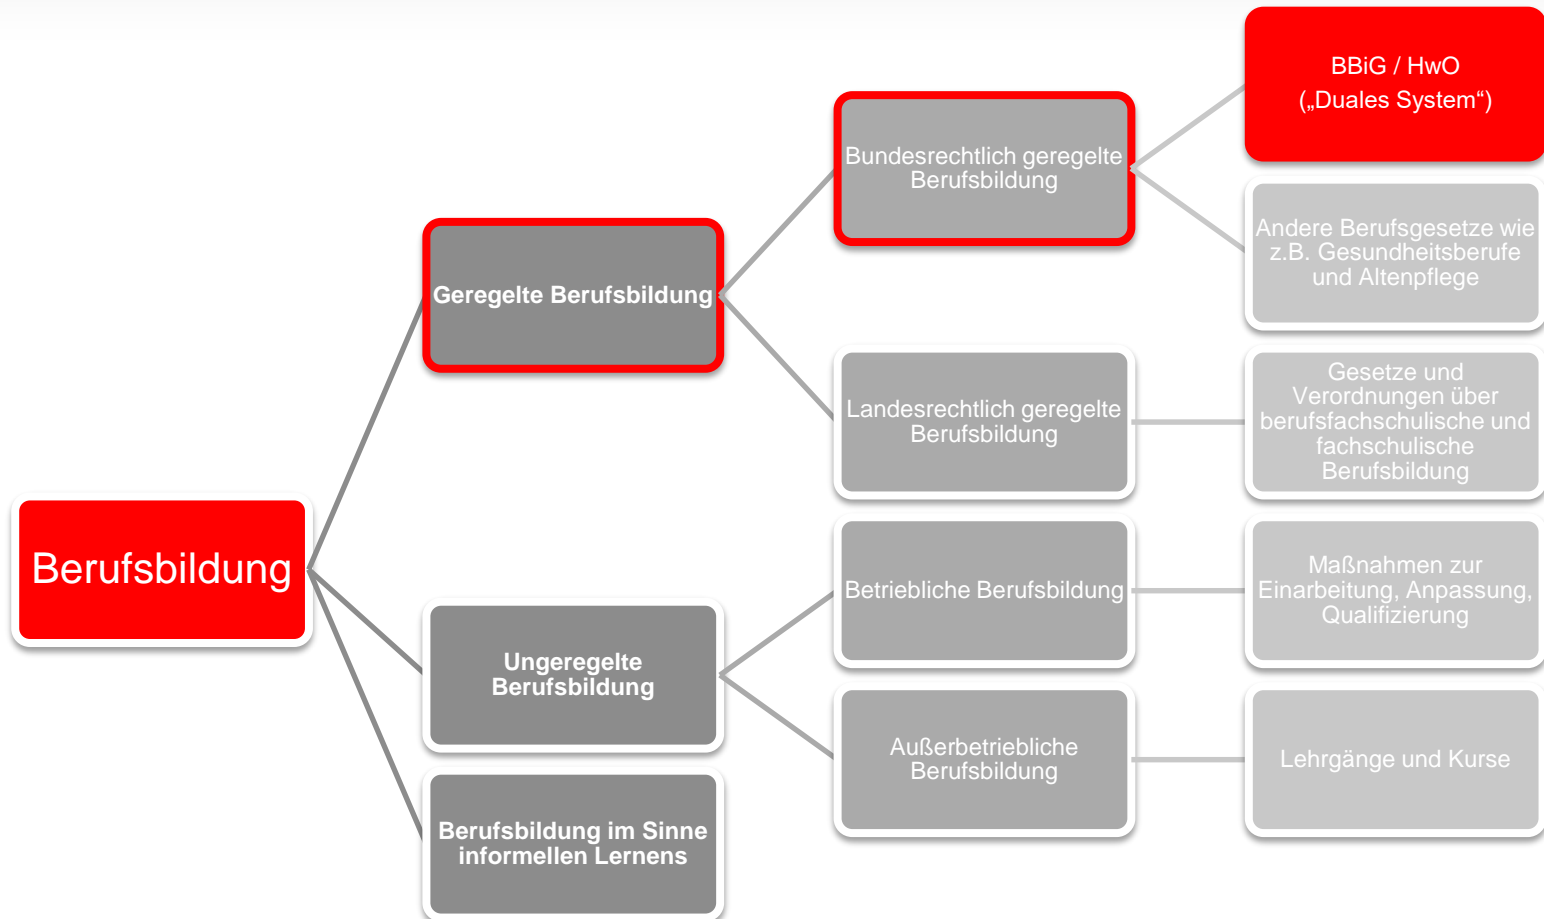 Berufsbildung
Geregelte Berufsbildung
Bundesrechtlich geregelte
Berufsbildung
BBiG / HwO
(„Duales System“)
Andere Berufsgesetze wie
z.B. Gesundheitsberufe
und Altenpflege
Landesrechtlich geregelte
Berufsbildung
Gesetze und
Verordnungen über
berufsfachschulische und
fachschulische
Berufsbildung
Ungeregelte
Berufsbildung
Betriebliche Berufsbildung
Maßnahmen zur
Einarbeitung, Anpassung,
Qualifizierung
Außerbetriebliche
Berufsbildung
Lehrgänge und Kurse
Berufsbildung im Sinne
informellen Lernens